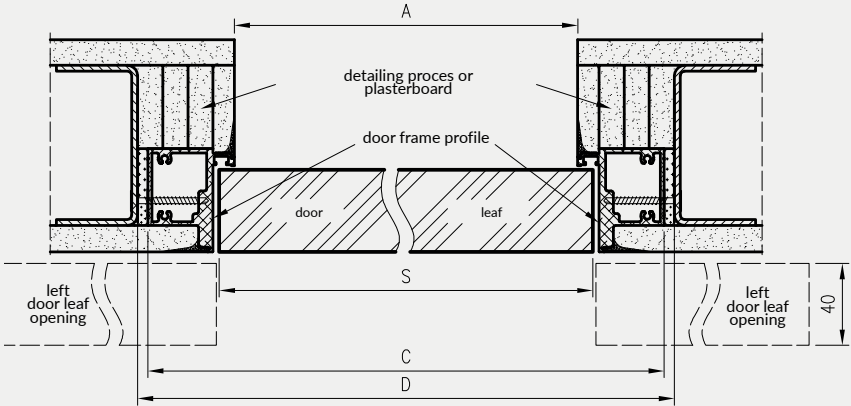 A
detailing proces or
plasterboard
door frame profile
door
leaf
S
left
door leaf
opening
left
door leaf
opening
40
C
D